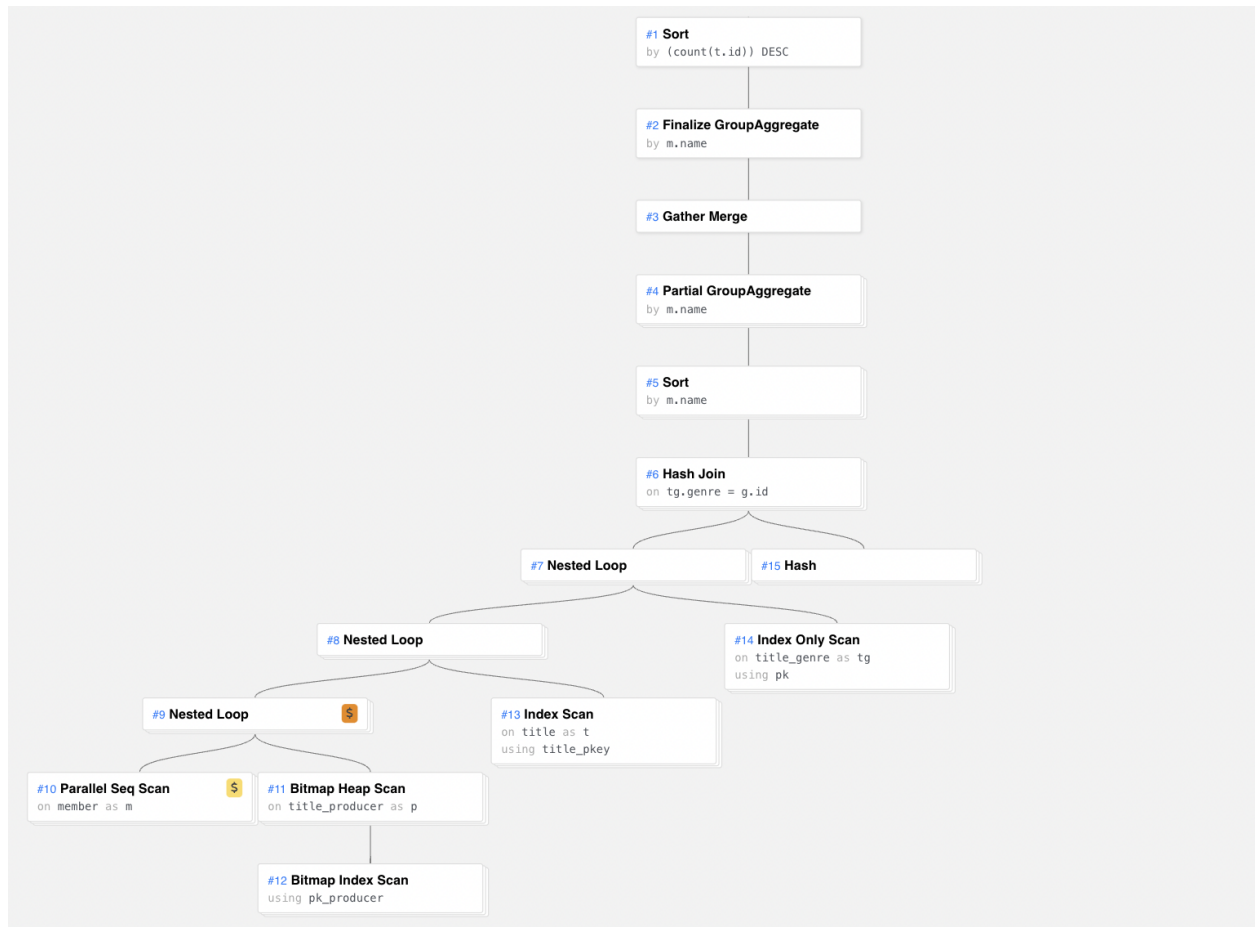 #1 Sort
by (count(t.id)) DESC
#2 Finalize GroupAggregate
by m.name
#3 Gather Merge
#4 Partial GroupAggregate
by m.name
#5 Sort
by m.name
#6 Hash Join
on tg.genre = g.id
#7 Nested Loop
#15 Hash
#8 Nested Loop
#14 Index Only Scan
on title_genre as tg
using pk
#9 Nested Loop $
#13 Index Scan
on title as t
using title_pkey
#10 Parallel Seq Scan $
on member as m
#11 Bitmap Heap Scan
on title_producer as p
#12 Bitmap Index Scan
using pk_producer